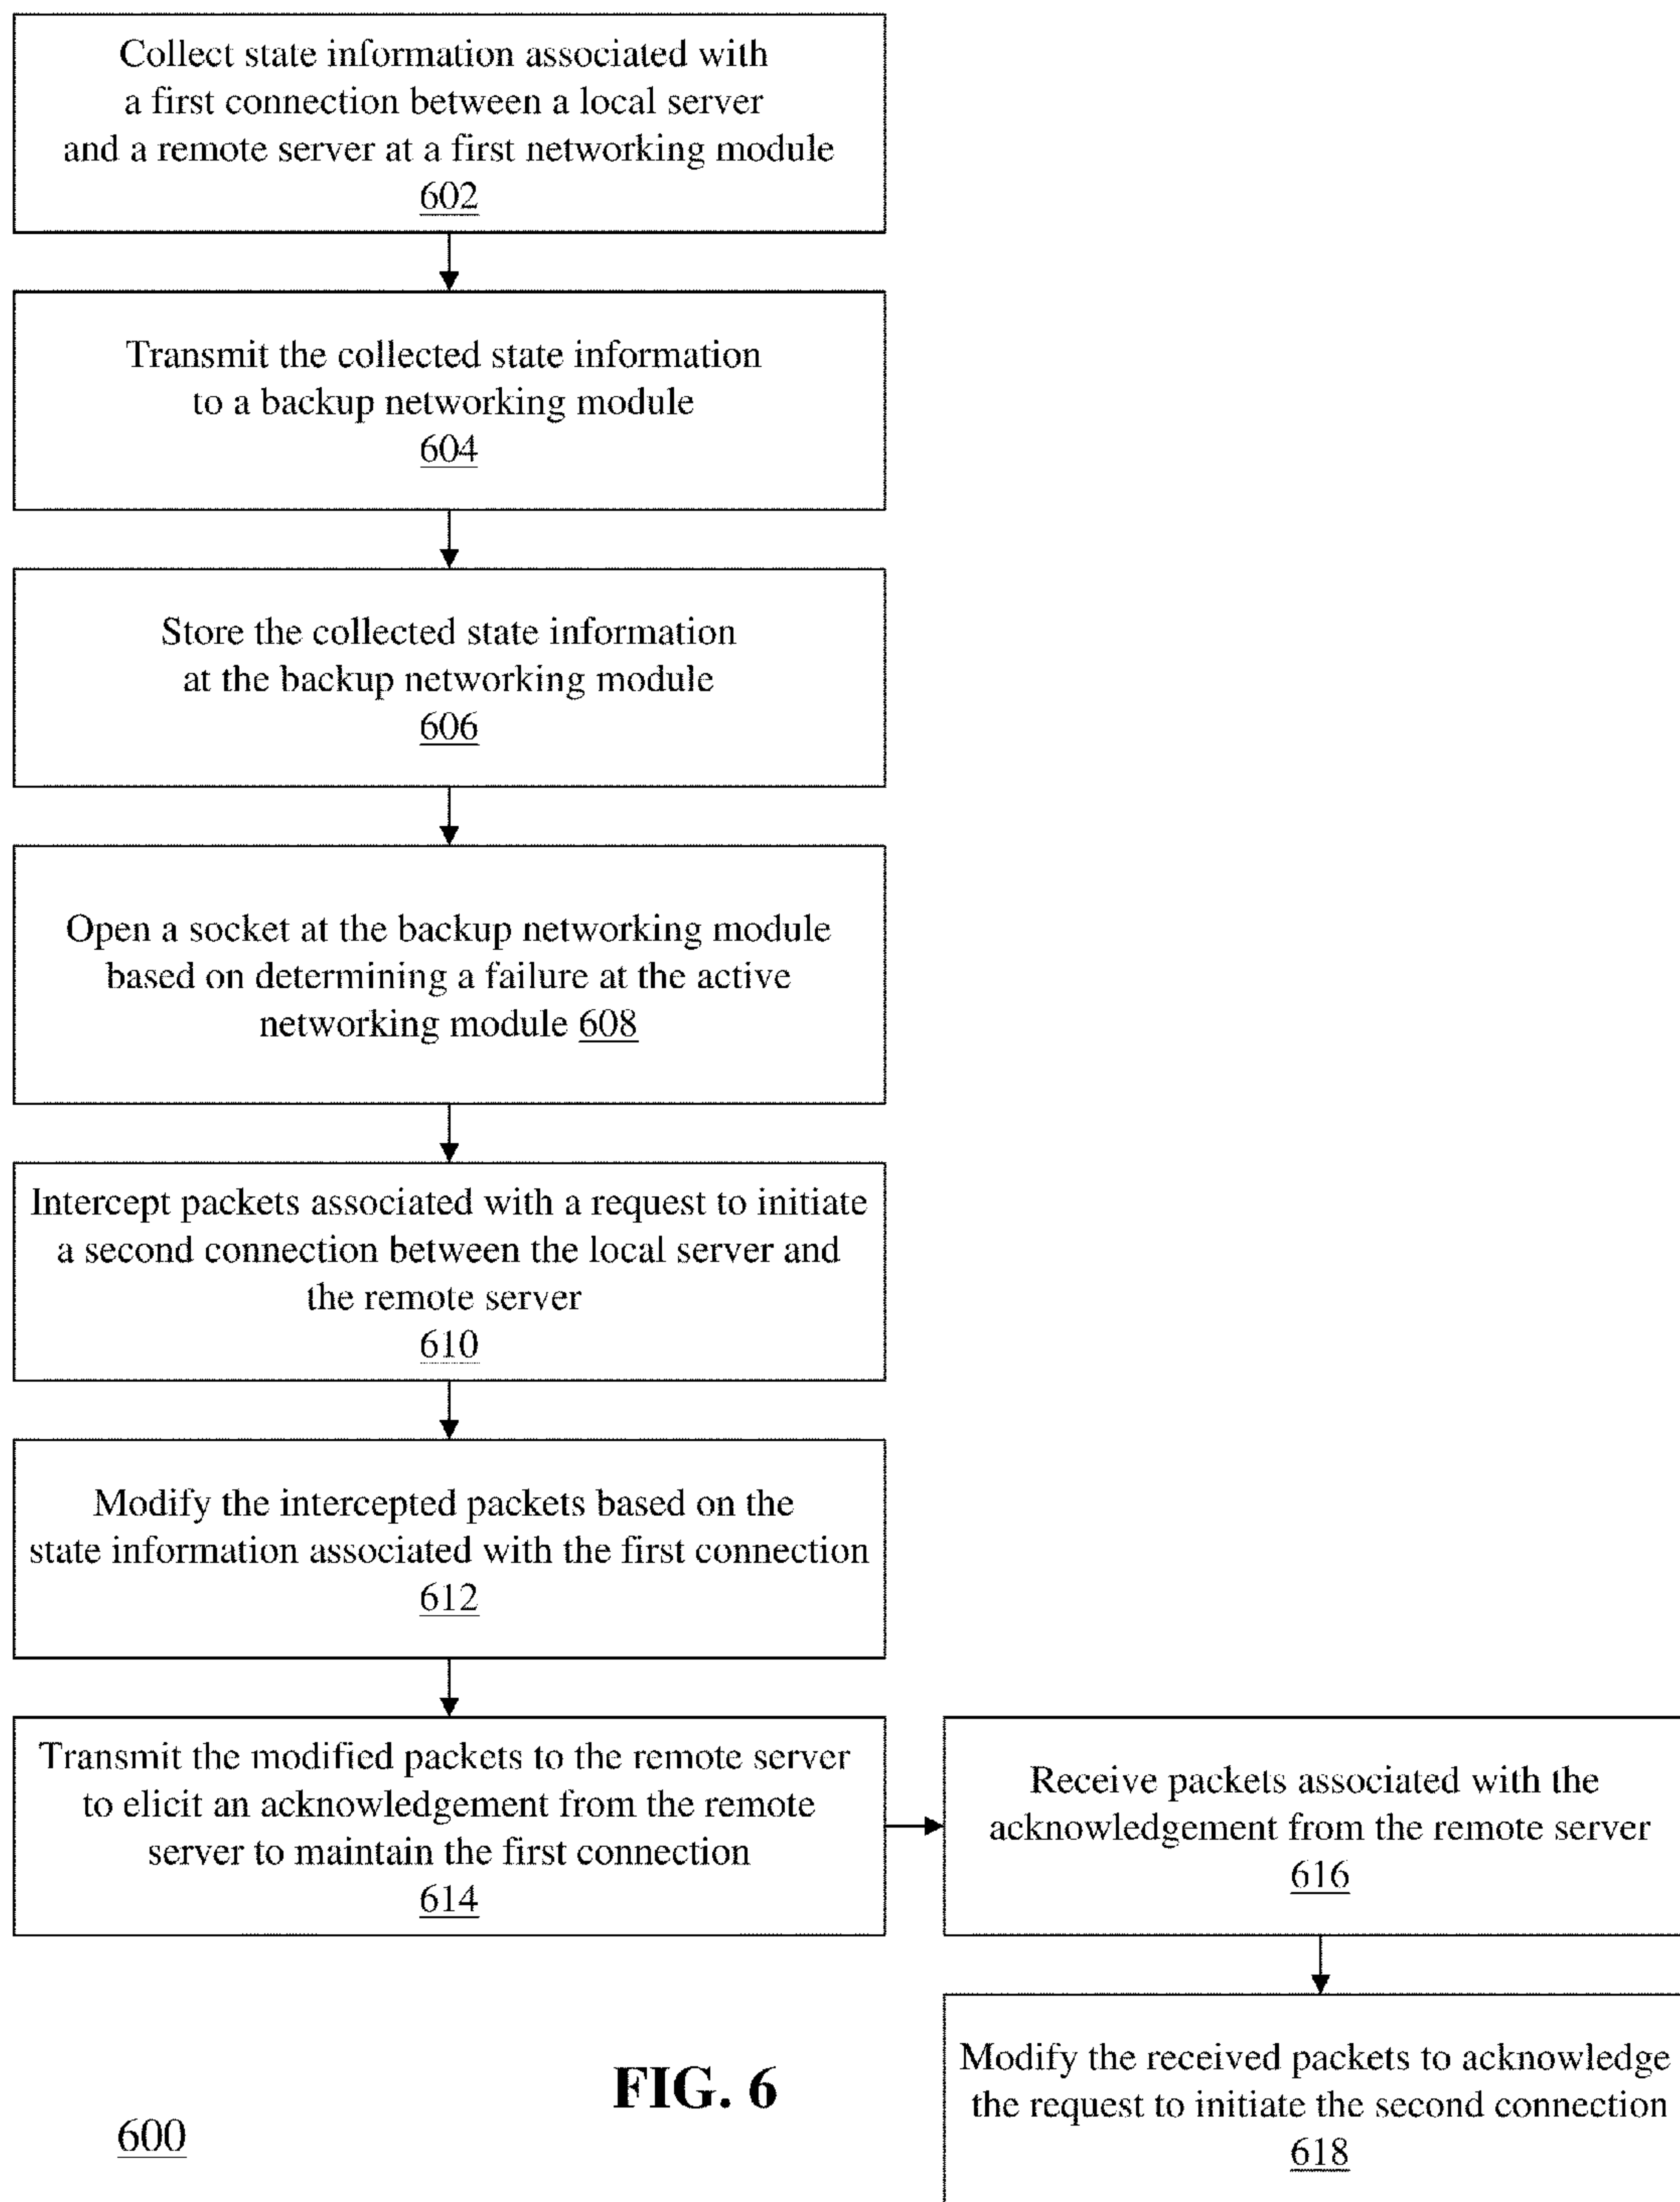 Collect state information associated with
a first connection between a local server
and a remote server at a first networking module
602
Transmit the collected state information
to a backup networking module
604
Store the collected state information
at the backup networking module
606
Open a socket at the backup networking module
based on determining a failure at the active
networking module 608
Intercept packets associated with a request to initiate
a second connection between the local server and
the remote server
610
Modify the intercepted packets based on the
state information associated with the first connection
612
Transmit the modified packets to the remote server
to elicit an acknowledgement from the remote
server to maintain the first connection
614
Receive packets associated with the
acknowledgement from the remote server
616
Modify the received packets to acknowledge
the request to initiate the second connection
618
FIG. 6
600